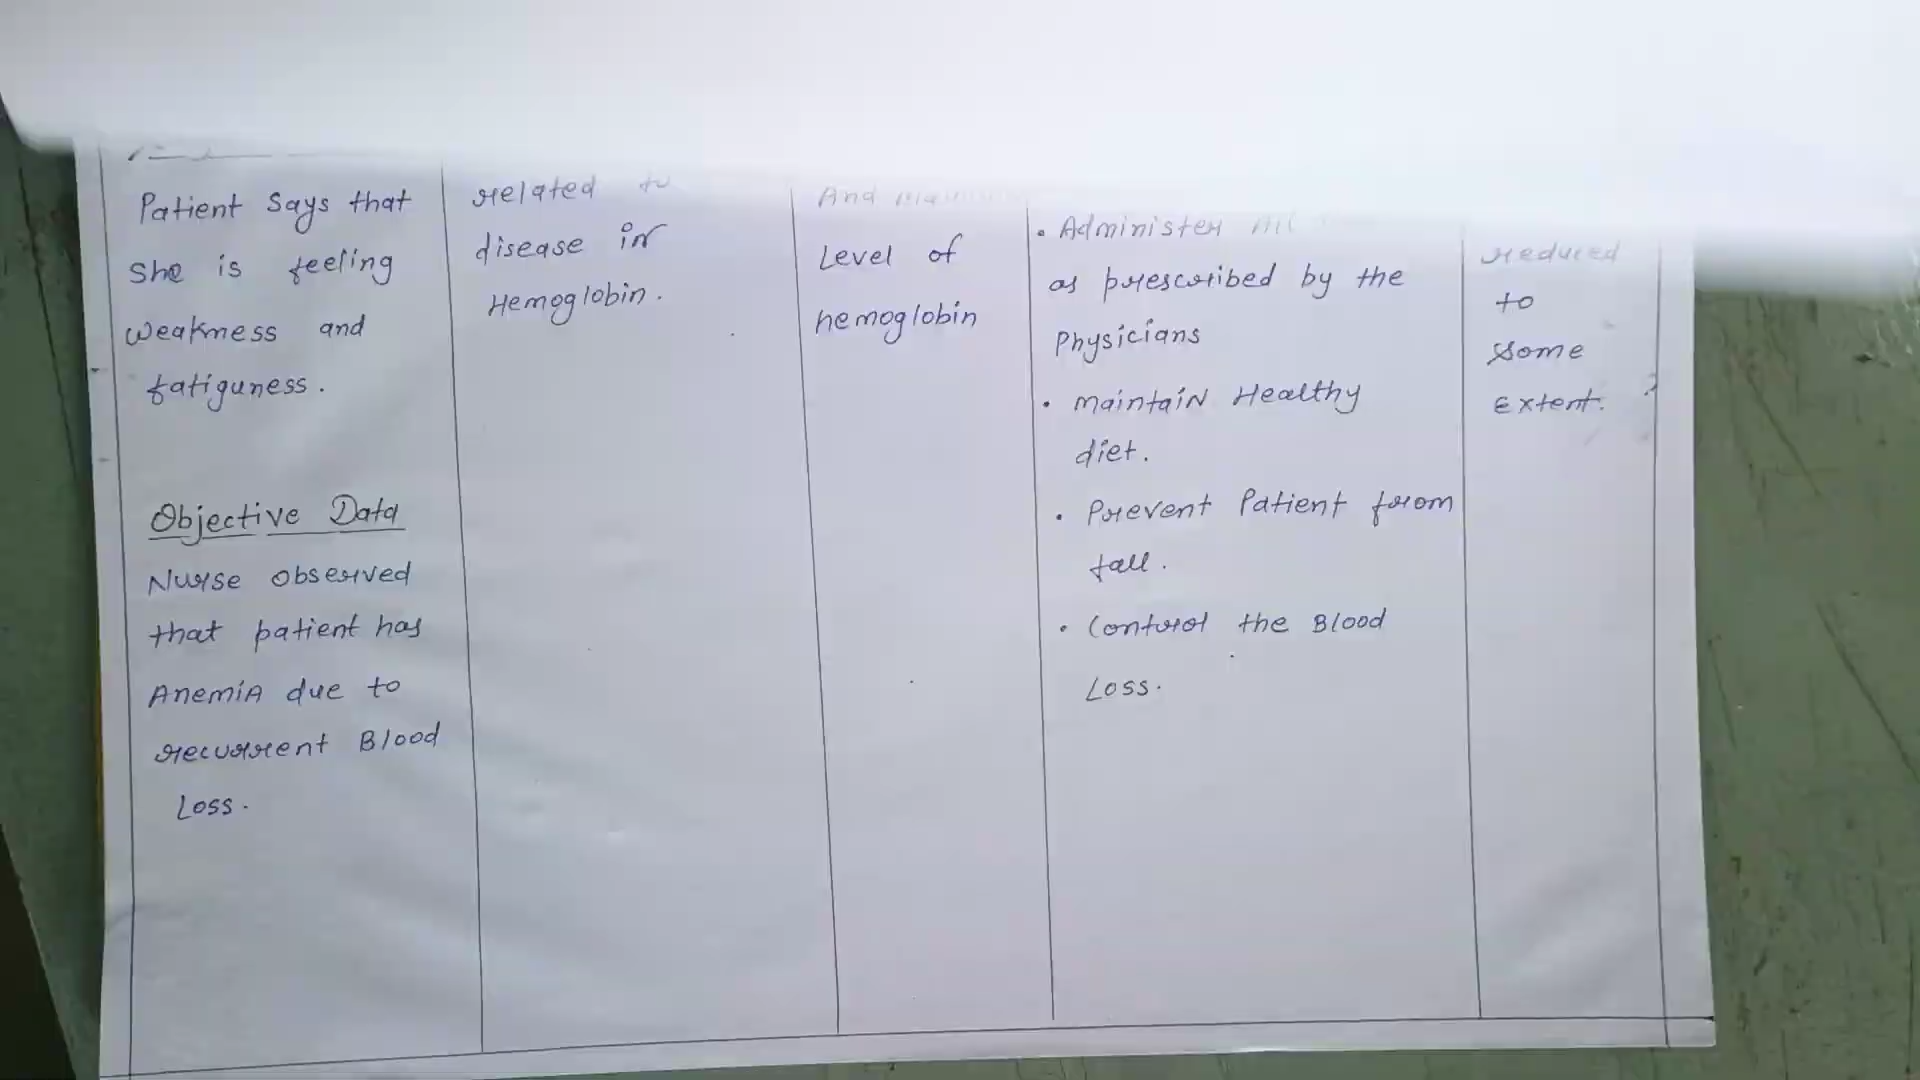 Patient Says that
She is feeling
weakness and
fatiguness.
Objective Data
Nurse observed
that patient has
Anemia due to
recurrent Blood
Loss.
related to
disease in
Hemoglobin.
And
Level of
hemoglobin
• Administer All
as prescribed by the
Physicians
• Maintain Healthy
diet.
• Prevent Patient from
fall.
• Control the Blood
Loss.
reduced
to
some
Extent.